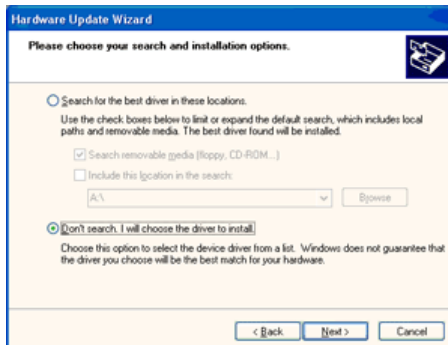 Hardware Update Wizard
Please choose your search and installation options.
Search for the best driver in these locations.
Use the check boxes below to limit or expand the default search, which includes local
paths and removable media. The best driver found will be installed.
Search removable media (floppy, CD-ROM...)
Include this location in the search:
A:\
Browse
Don't search. I will choose the driver to install.
Choose this option to select the device driver from a list. Windows does not guarantee that
the driver you choose will be the best match for your hardware.
< Back Next > Cancel